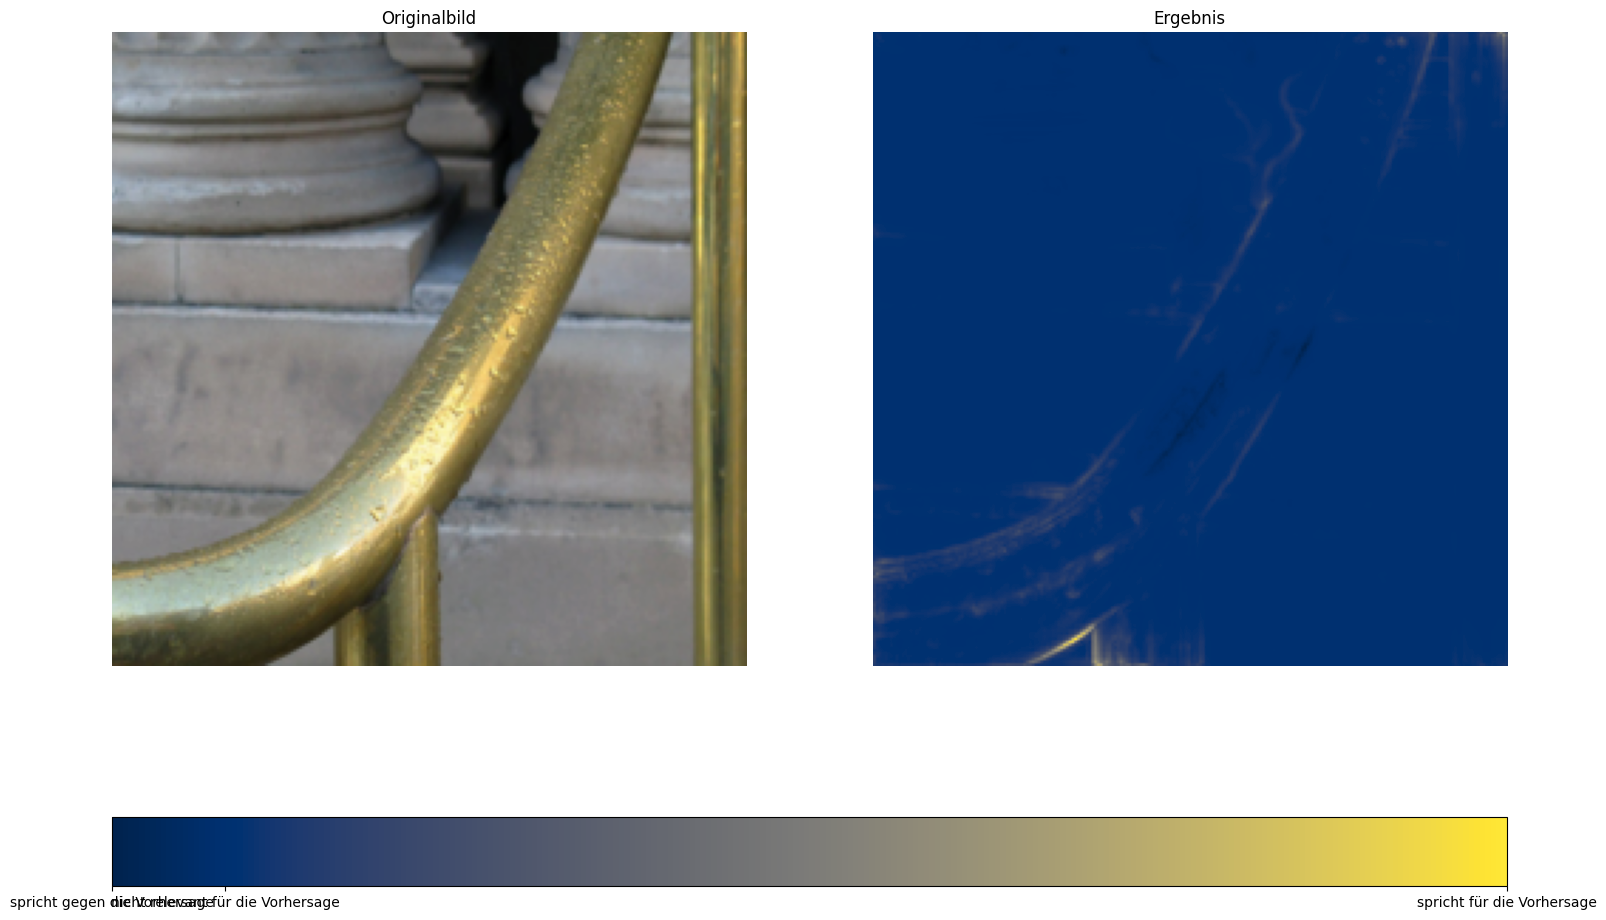 Originalbild
Ergebnis
spricht gegen die Vorhersage
nicht relevant für die Vorhersage
spricht für die Vorhersage